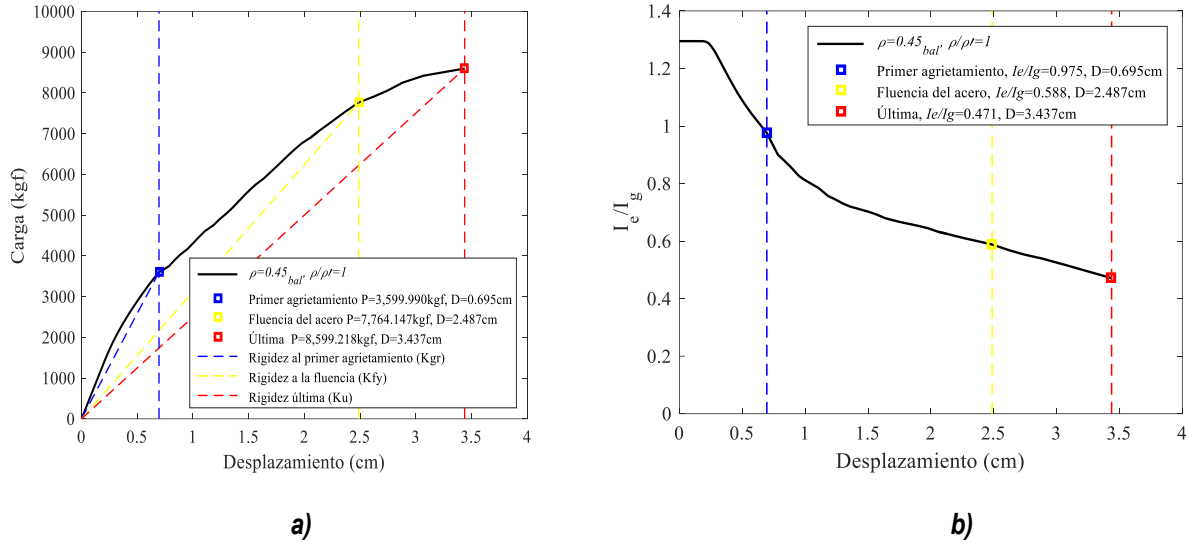 10000
9000
8000
7000
6000
5000
4000
3000
2000
1000
0
Carga (kgf)
ρ=0.45bal, ρ/ρ'=1
Primer agrietamiento P=3,599.990kgf, D=0.695cm
Fluencia del acero P=7,764.147kgf, D=2.487cm
Última P=8,599.218kgf, D=3.437cm
Rigidez al primer agrietamiento (Kgr)
Rigidez a la fluencia (Kfy)
Rigidez última (Ku)
0 0.5 1 1.5 2 2.5 3 3.5 4
Desplazamiento (cm)
a)
1.4
1.2
1
0.8
0.6
0.4
0.2
0
I_e/I_g
ρ=0.45bal, ρ/ρ'=1
Primer agrietamiento, Ie/Ig=0.975, D=0.695cm
Fluencia del acero, Ie/Ig=0.588, D=2.487cm
Última, Ie/Ig=0.471, D=3.437cm
0 0.5 1 1.5 2 2.5 3 3.5 4
Desplazamiento (cm)
b)